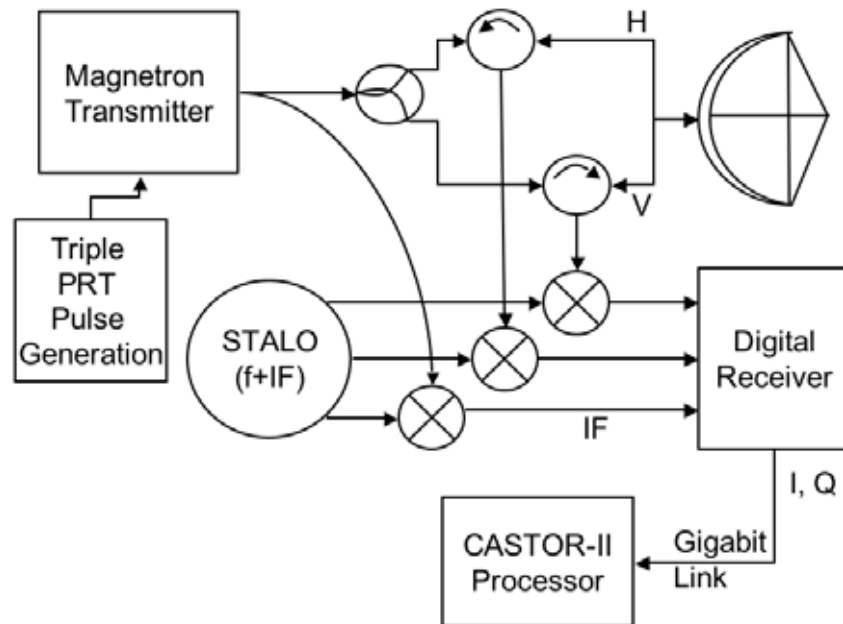 Magnetron
Transmitter
H
Triple
PRT
Pulse
Generation
V
STALO
(f+IF)
Digital
Receiver
IF
I, Q
CASTOR-II
Processor
Gigabit
Link